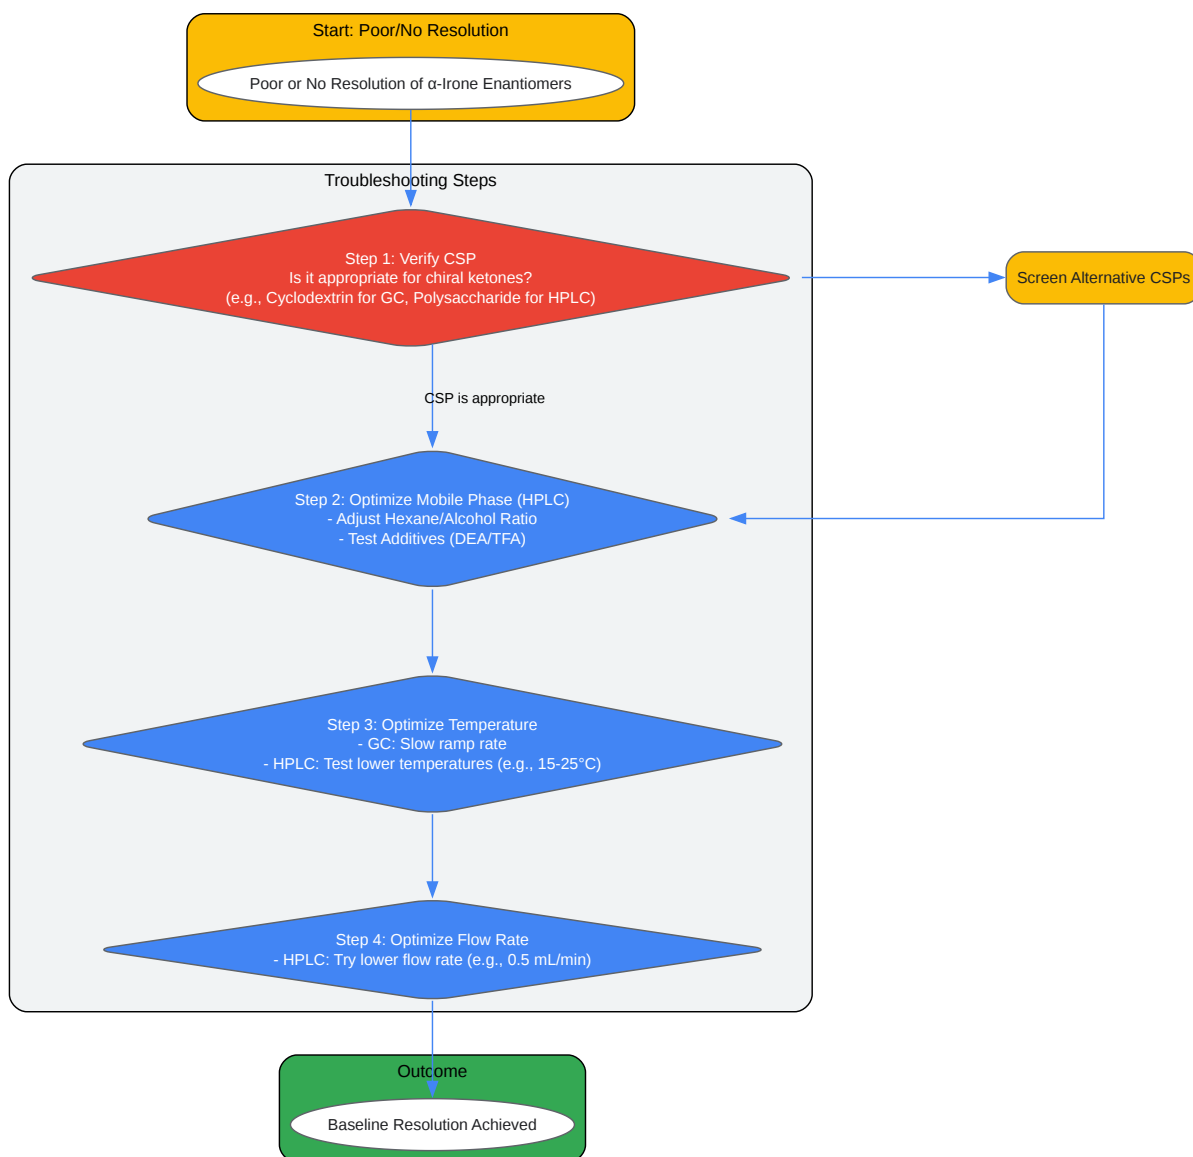 Start: Poor/No Resolution
Poor or No Resolution of α-Irone Enantiomers
Troubleshooting Steps
Step 1: Verify CSP
Is it appropriate for chiral ketones?
(e.g., Cyclodextrin for GC, Polysaccharide for HPLC)
Screen Alternative CSPs
CSP is appropriate
Step 2: Optimize Mobile Phase (HPLC)
- Adjust Hexane/Alcohol Ratio
- Test Additives (DEA/TFA)
Step 3: Optimize Temperature
- GC: Slow ramp rate
- HPLC: Test lower temperatures (e.g., 15-25°C)
Step 4: Optimize Flow Rate
- HPLC: Try lower flow rate (e.g., 0.5 mL/min)
Outcome
Baseline Resolution Achieved